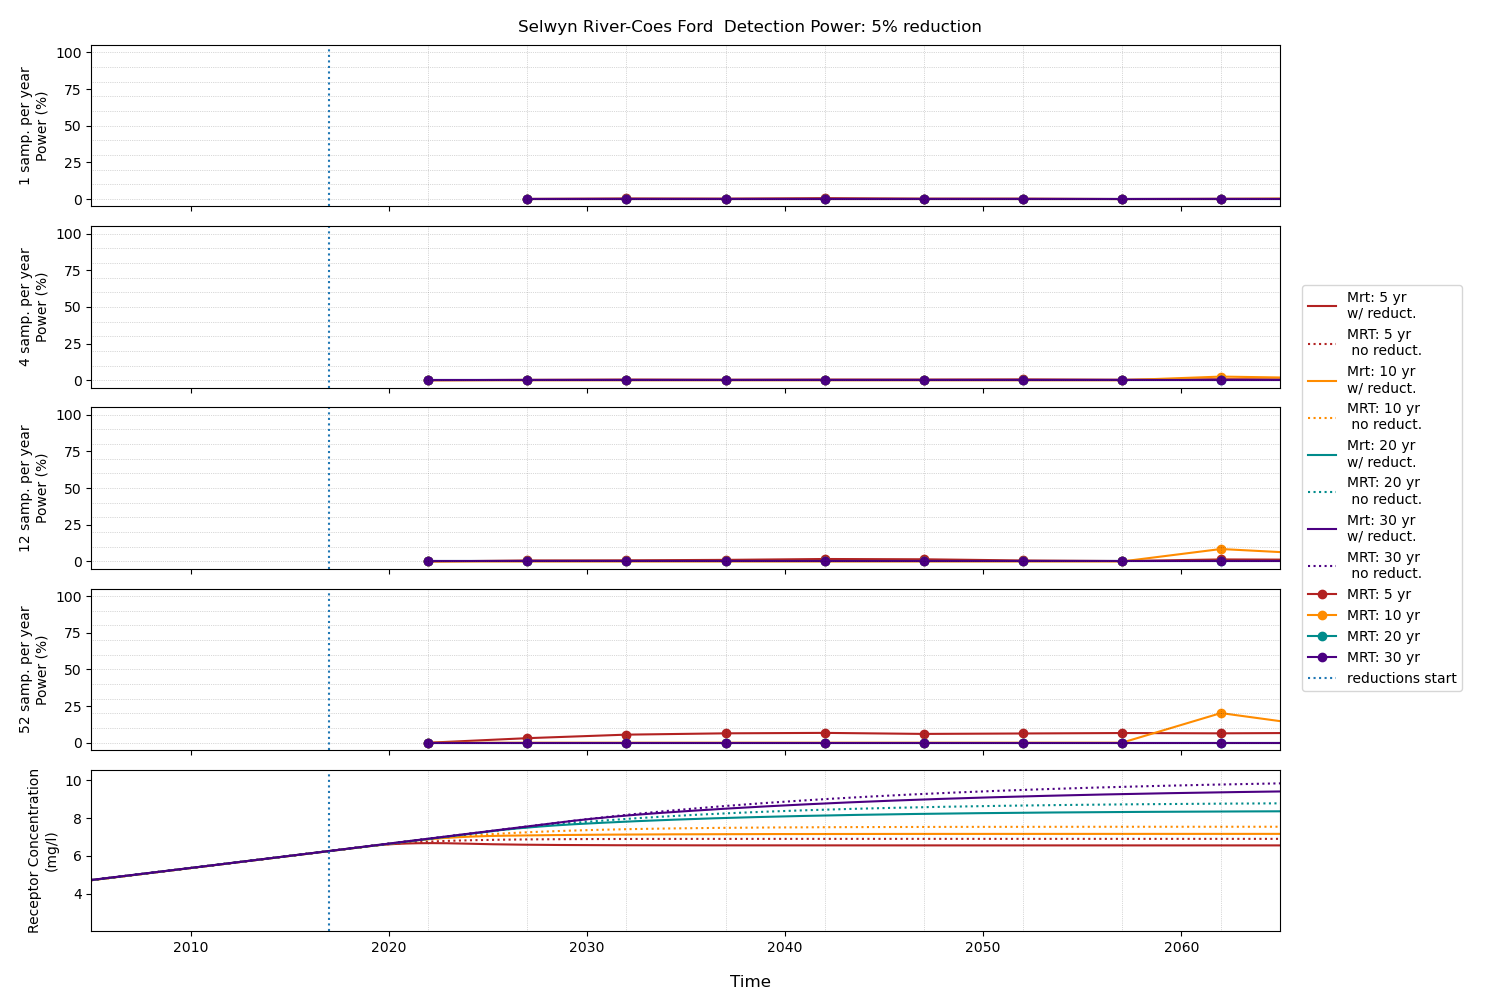 Selwyn River-Coes Ford  Detection Power: 5% reduction
1 samp. per year
Power (%)
100
75
50
25
0
4 samp. per year
Power (%)
100
75
50
25
0
12 samp. per year
Power (%)
100
75
50
25
0
52 samp. per year
Power (%)
100
75
50
25
0
Receptor Concentration
(mg/l)
10
8
6
4
2010
2020
2030
2040
2050
2060
Time
Mrt: 5 yr
w/ reduct.
MRT: 5 yr
no reduct.
Mrt: 10 yr
w/ reduct.
MRT: 10 yr
no reduct.
Mrt: 20 yr
w/ reduct.
MRT: 20 yr
no reduct.
Mrt: 30 yr
w/ reduct.
MRT: 30 yr
no reduct.
MRT: 5 yr
MRT: 10 yr
MRT: 20 yr
MRT: 30 yr
reductions start